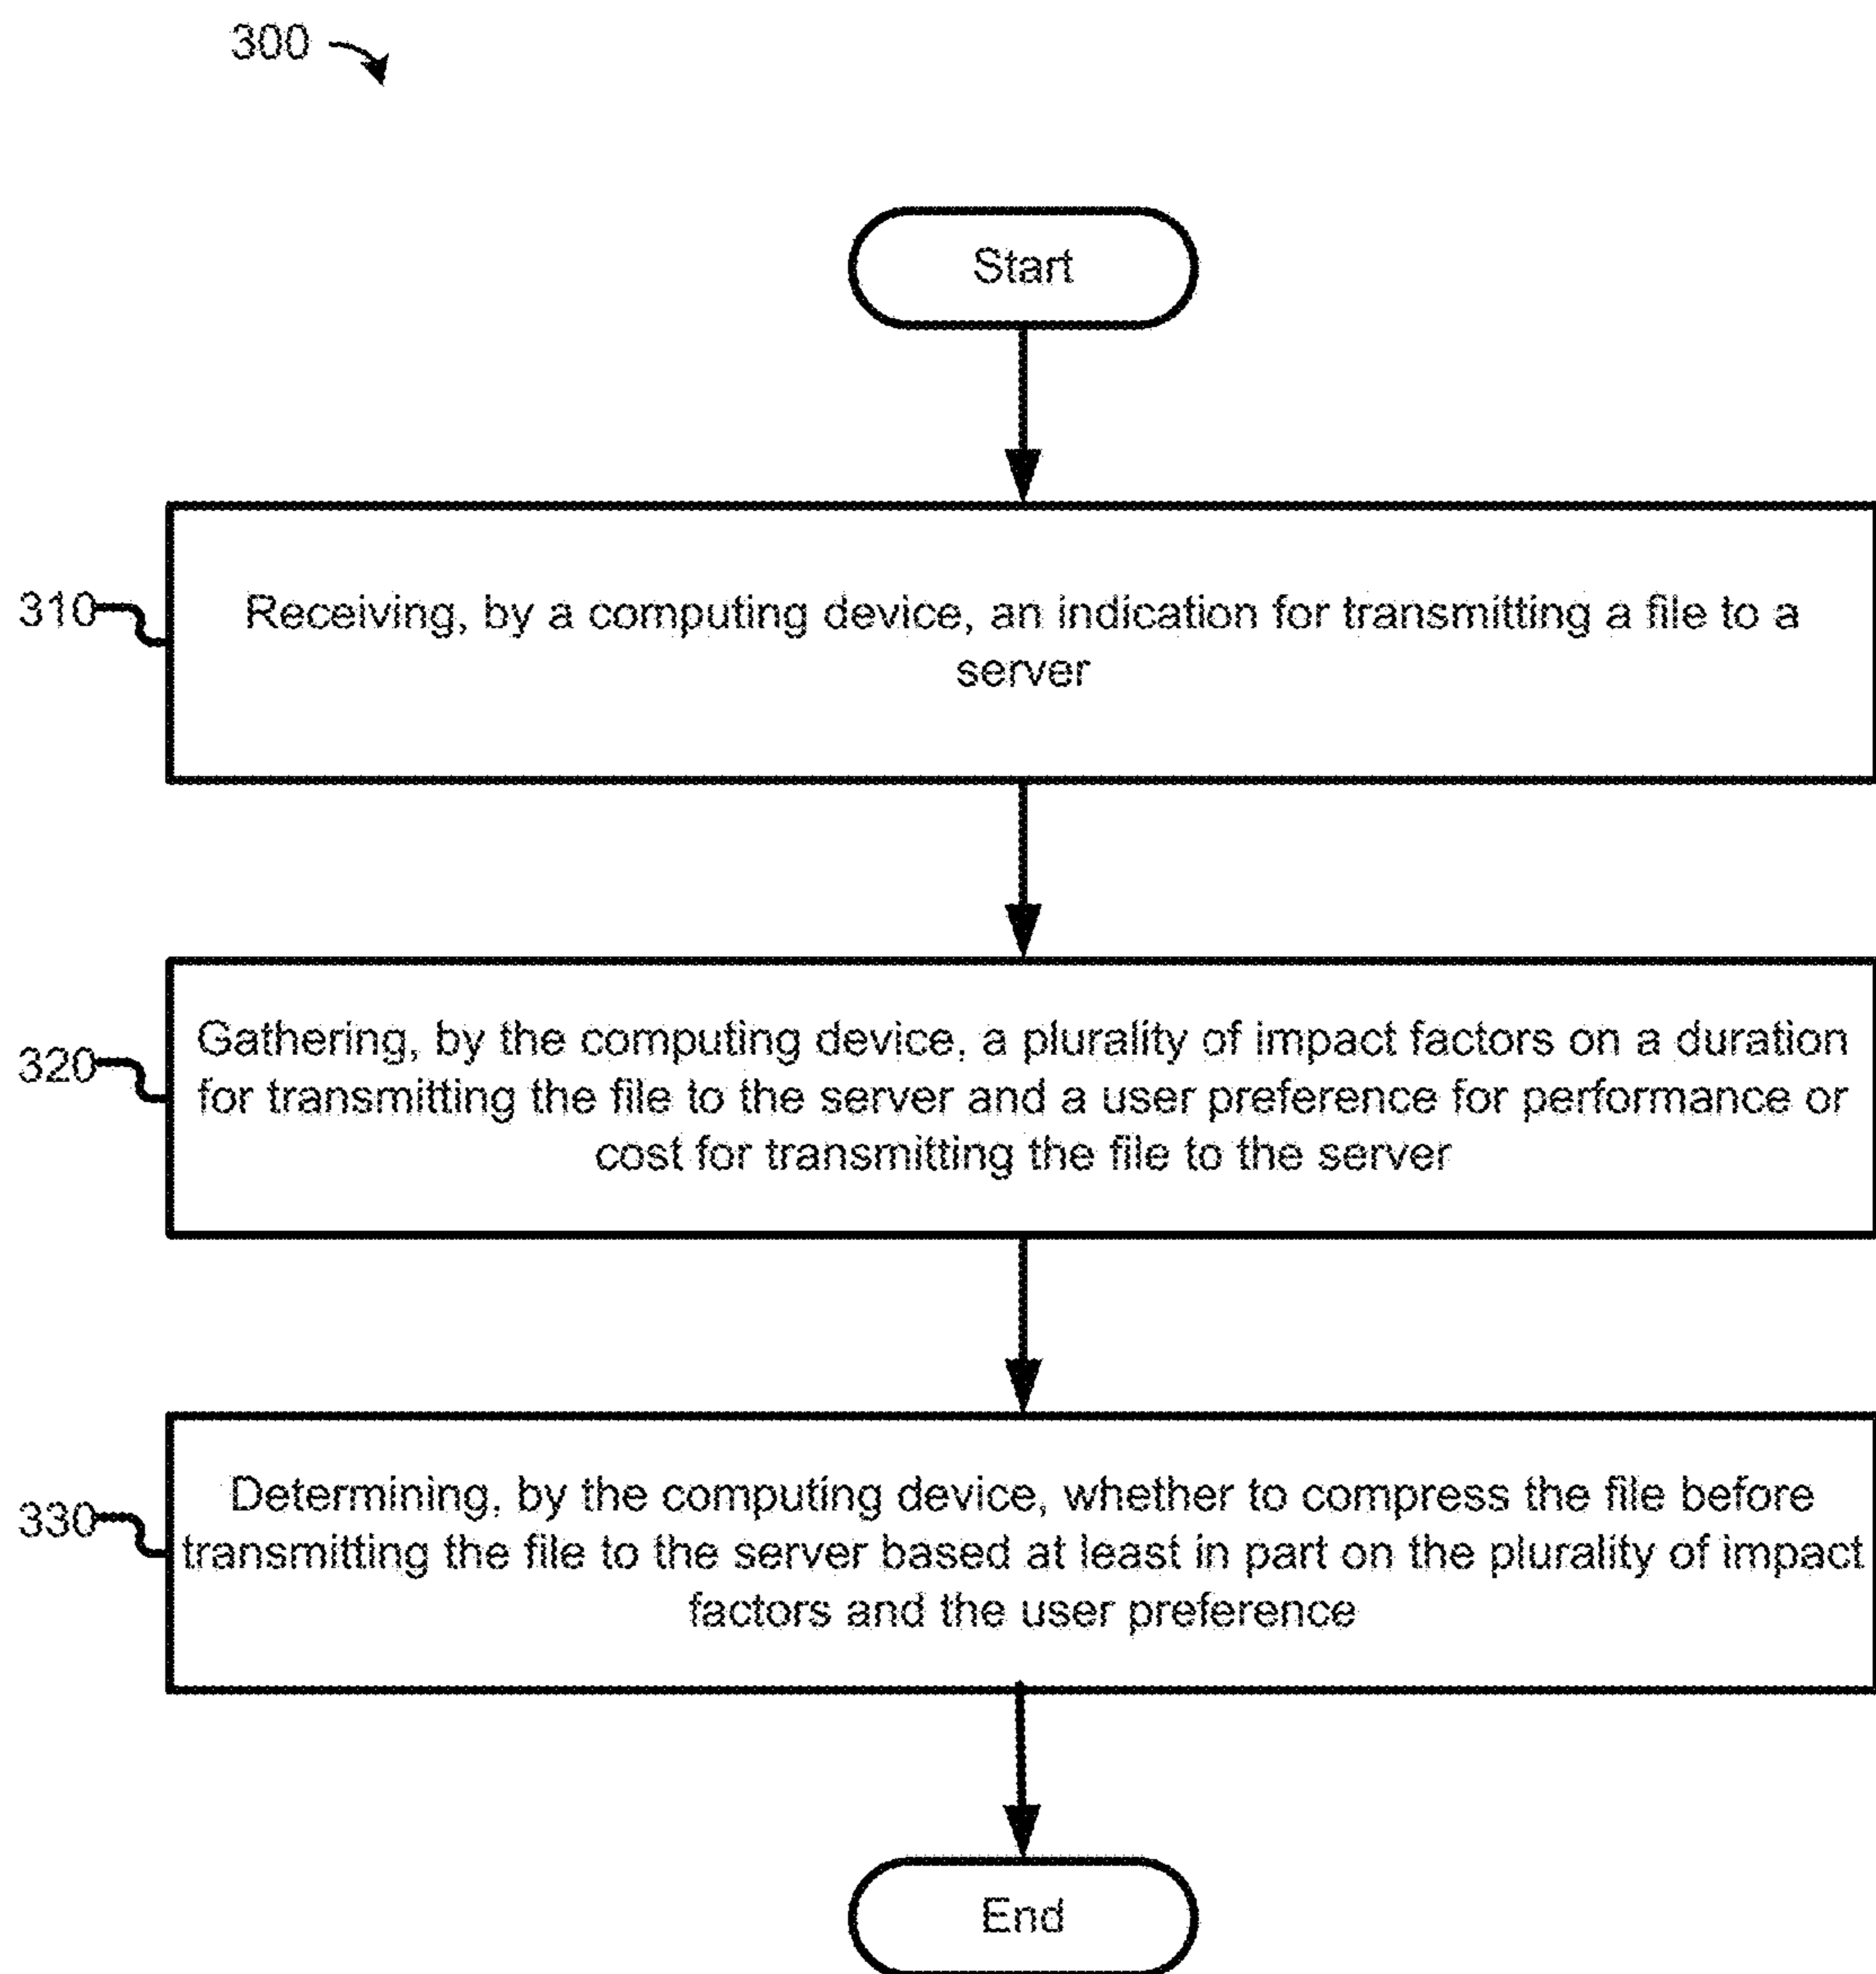 300
Start
310
Receiving, by a computing device, an indication for transmitting a file to a
server
320
Gathering, by the computing device, a plurality of impact factors on a duration
for transmitting the file to the server and a user preference for performance or
cost for transmitting the file to the server
330
Determining, by the computing device, whether to compress the file before
transmitting the file to the server based at least in part on the plurality of impact
factors and the user preference
End